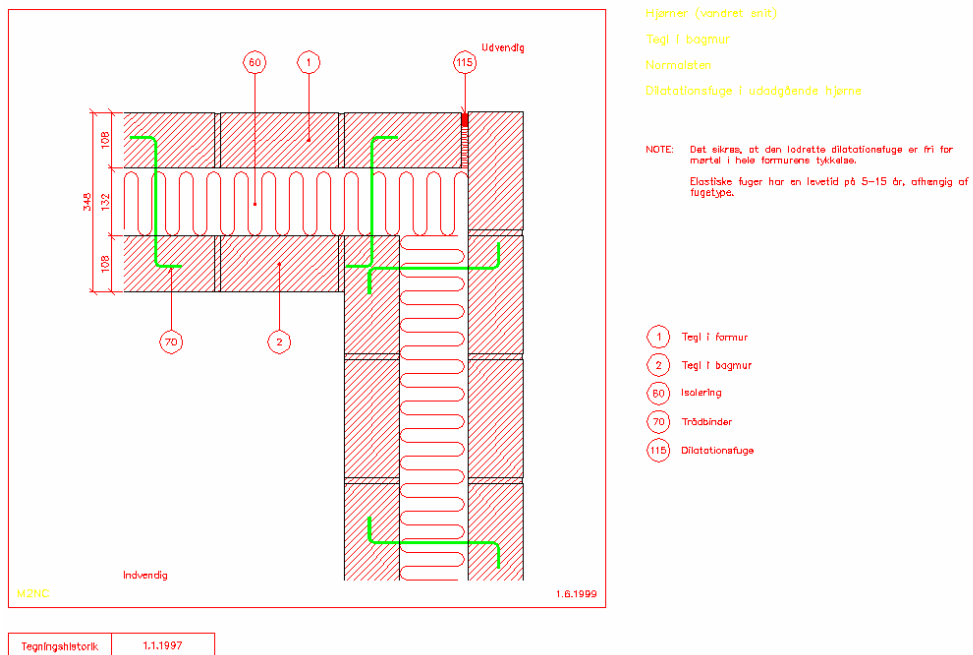 Hjørner (vandret snit)
Tegl i bagmur
Normalsten
Dilatationsfuge i udadgående hjørne
Udvendig
60
1
115
108
348
132
108
70
2
NOTE: Det sikres, at den lodrette dilatationsfuge er fri for
mørtel i hele formurens tykkelse.
Elastiske fuger har en levetid på 5-15 år, afhengig af
fugetype.
1 Tegl i formur
2 Tegl i bagmur
60 Isolering
70 Trådbinder
115 Dilatationsfuge
Indvendig
M2NC
1.6.1999
Tegningshistorik 1.1.1997